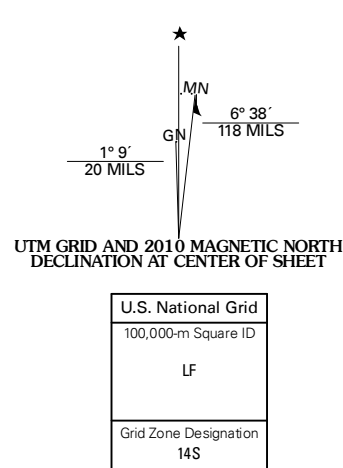 ★
MN
GN
6° 38´
118 MILS
1° 9´
20 MILS
UTM GRID AND 2010 MAGNETIC NORTH
DECLINATION AT CENTER OF SHEET
U.S. National Grid
100,000-m Square ID
LF
Grid Zone Designation
14S